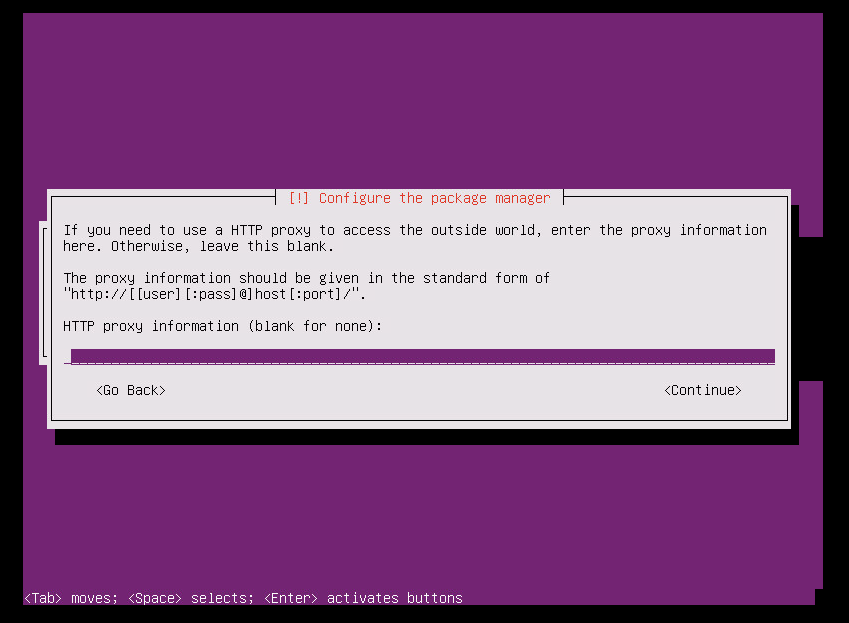 [!] Configure the package manager
If you need to use a HTTP proxy to access the outside world, enter the proxy information
here. Otherwise, leave this blank.
The proxy information should be given in the standard form of
"http://[[user][:pass]@]host[:port]/".
HTTP proxy information (blank for none):
<Go Back> <Continue>
<Tab> moves; <Space> selects; <Enter> activates buttons